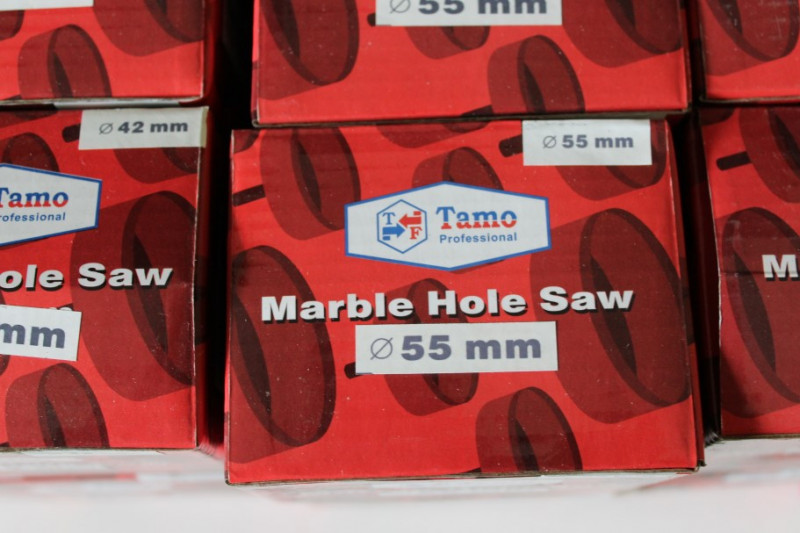 ⌀ 55 mm
⌀ 42 mm
Tamo
Professional
ole Saw
mm
⌀ 55 mm
T F
Tamo
Professional
Marble Hole Saw
⌀ 55 mm
M